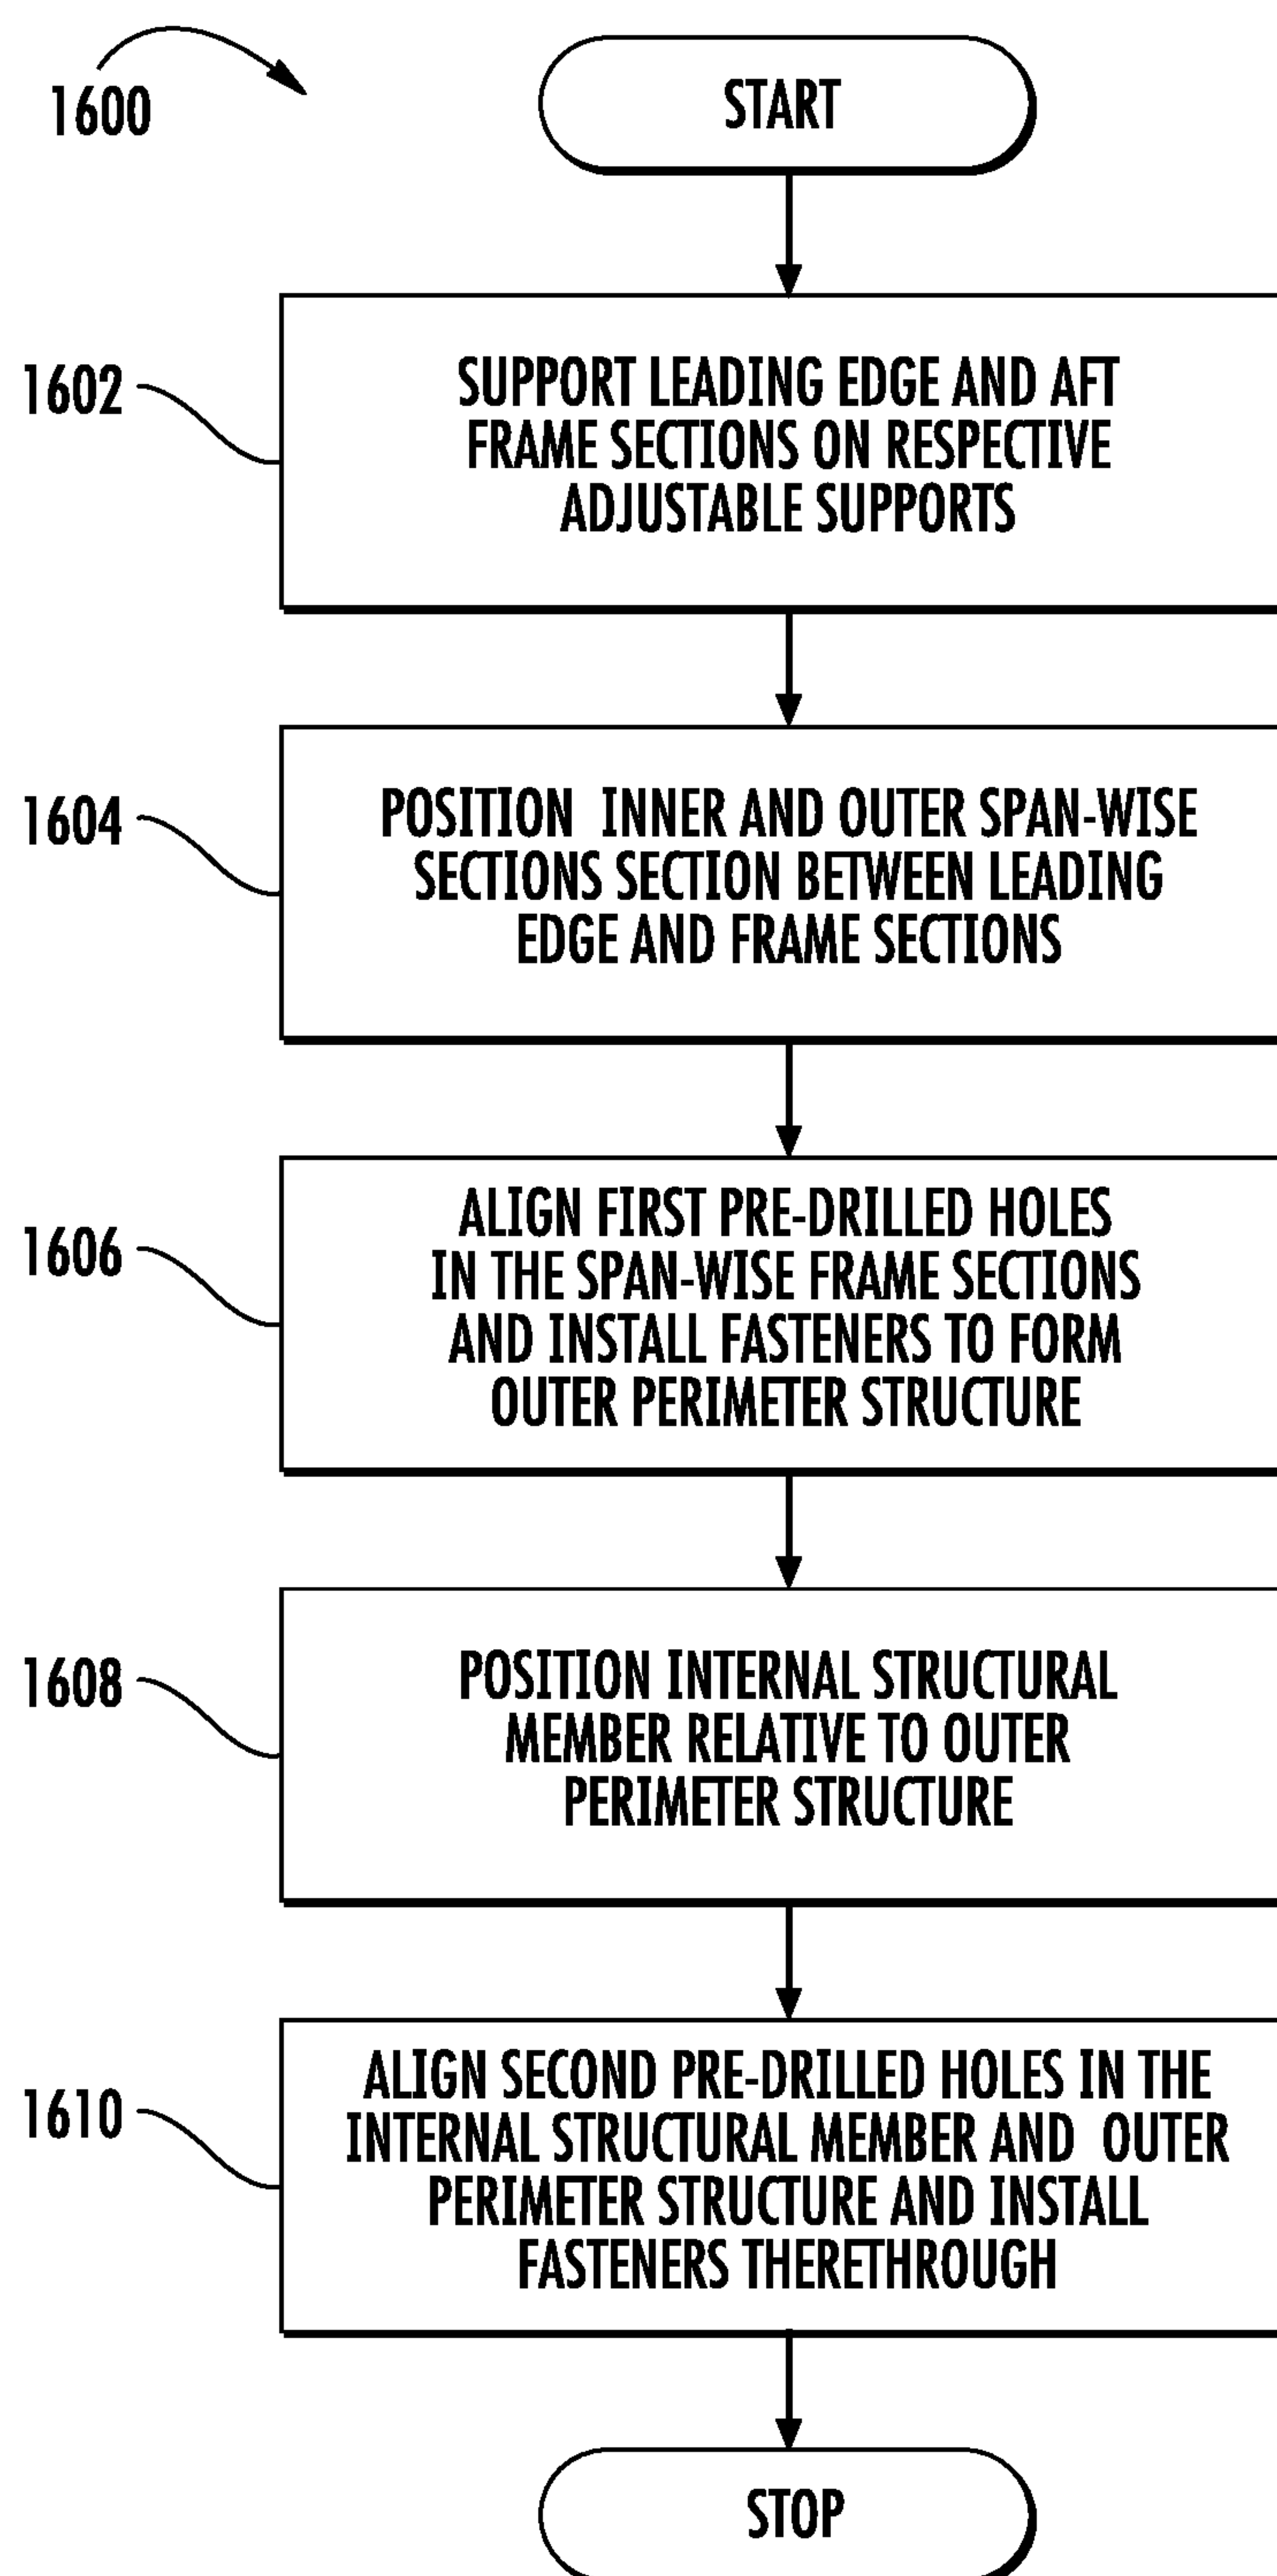 1600
START
1602
SUPPORT LEADING EDGE AND AFT
FRAME SECTIONS ON RESPECTIVE
ADJUSTABLE SUPPORTS
1604
POSITION INNER AND OUTER SPAN-WISE
SECTIONS SECTION BETWEEN LEADING
EDGE AND FRAME SECTIONS
1606
ALIGN FIRST PRE-DRILLED HOLES
IN THE SPAN-WISE FRAME SECTIONS
AND INSTALL FASTENERS TO FORM
OUTER PERIMETER STRUCTURE
1608
POSITION INTERNAL STRUCTURAL
MEMBER RELATIVE TO OUTER
PERIMETER STRUCTURE
1610
ALIGN SECOND PRE-DRILLED HOLES IN THE
INTERNAL STRUCTURAL MEMBER AND OUTER
PERIMETER STRUCTURE AND INSTALL
FASTENERS THERETHROUGH
STOP